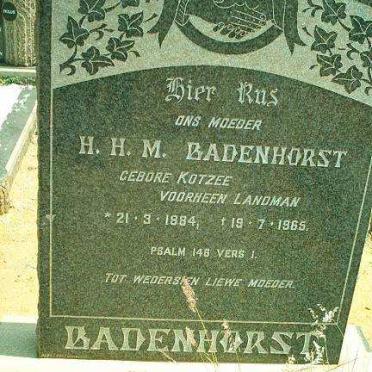 Hier Rus
ONS MOEDER
H. H. M. BADENHORST
GEBORE KOTZEE
VOORHEEN LANDMAN
* 21·3·1884, † 19·7·1965.
PSALM 146 VERS 1.
TOT WEDERSIEN LIEWE MOEDER.
BADENHORST